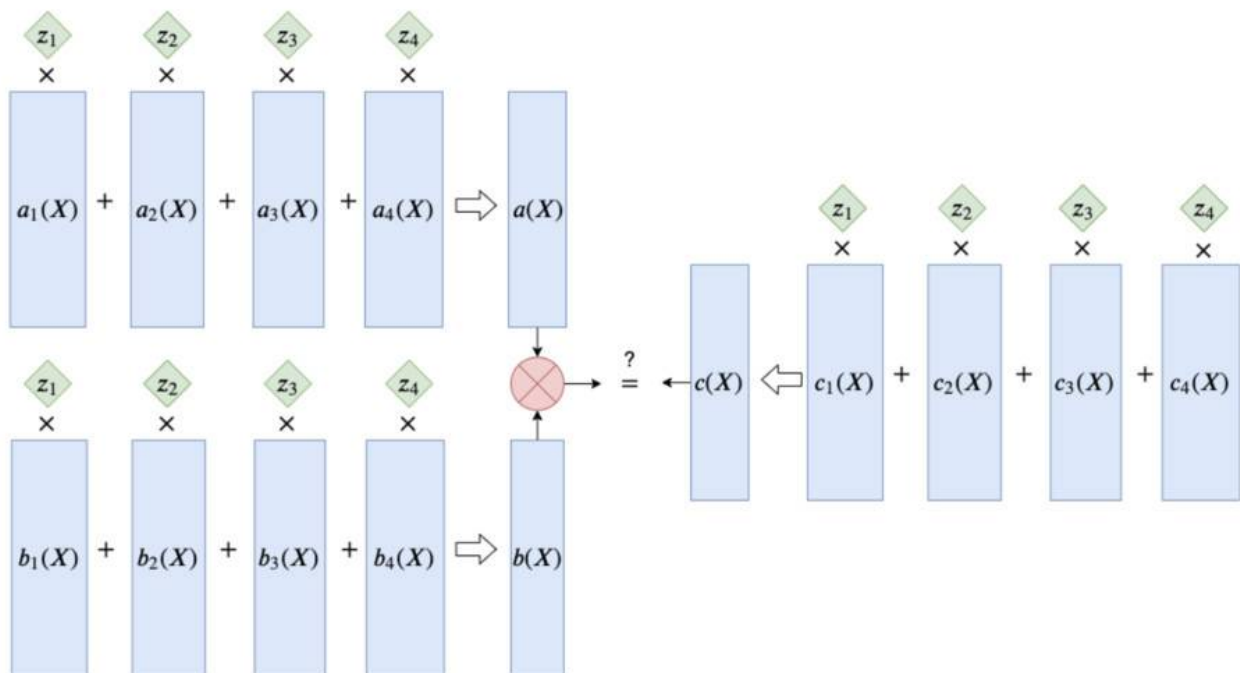 z₁ z₂ z₃ z₄
× × × ×
a₁(X) + a₂(X) + a₃(X) + a₄(X) a(X)
z₁ z₂ z₃ z₄
× × × ×
b₁(X) + b₂(X) + b₃(X) + b₄(X) b(X)
?
=
z₁ z₂ z₃ z₄
× × × ×
c(X) c₁(X) + c₂(X) + c₃(X) + c₄(X)